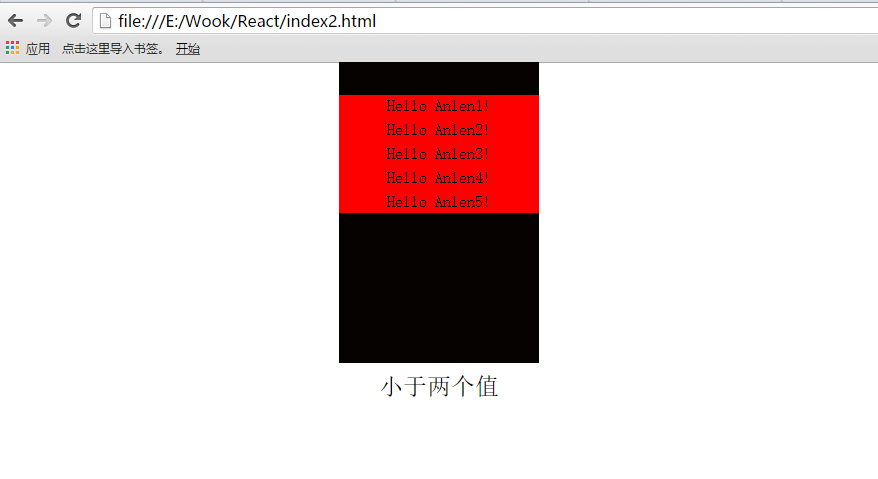 file:///E:/Wook/React/index2.html
应用 点击这里导入书签。 开始
Hello Anlen1!
Hello Anlen2!
Hello Anlen3!
Hello Anlen4!
Hello Anlen5!
小于两个值